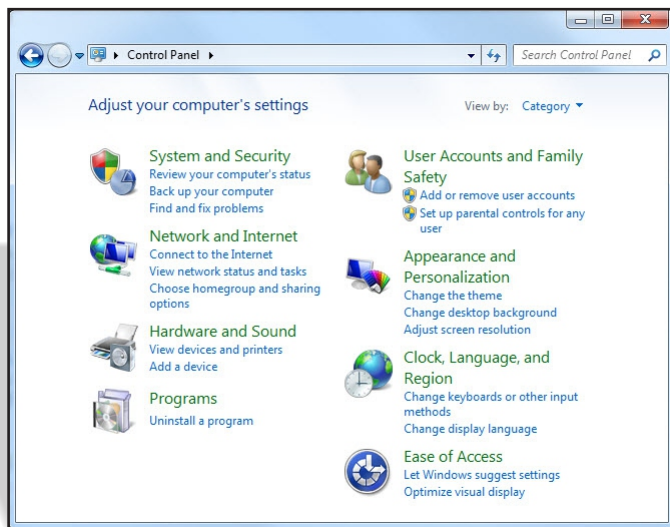 Control Panel
Search Control Panel
Adjust your computer's settings
View by: Category
System and Security
Review your computer's status
Back up your computer
Find and fix problems
Network and Internet
Connect to the Internet
View network status and tasks
Choose homegroup and sharing
options
Hardware and Sound
View devices and printers
Add a device
Programs
Uninstall a program
User Accounts and Family
Safety
Add or remove user accounts
Set up parental controls for any
user
Appearance and
Personalization
Change the theme
Change desktop background
Adjust screen resolution
Clock, Language, and
Region
Change keyboards or other input
methods
Change display language
Ease of Access
Let Windows suggest settings
Optimize visual display